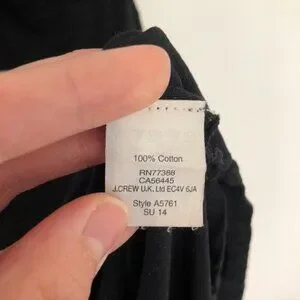 100% Cotton
RN77388
CA56445
J.CREW U.K. Ltd EC4V 6JA
Style A5761
SU 14